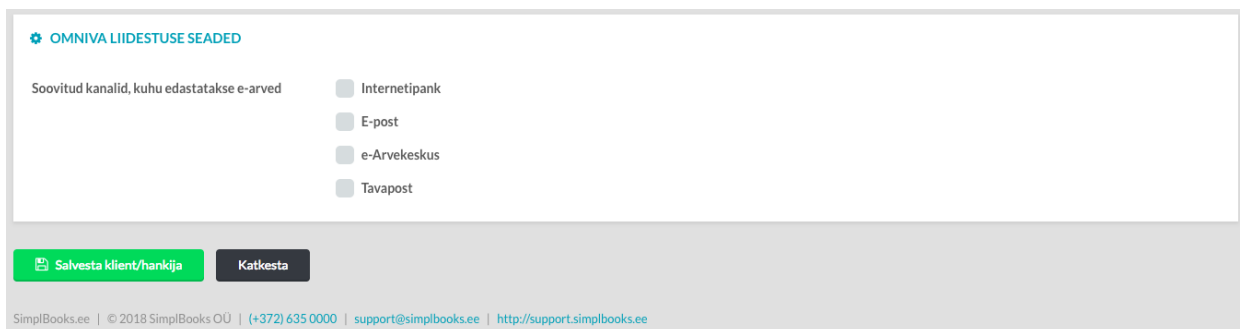 OMNIVA LIIDESTUSE SEADED
Soovitud kanalid, kuhu edastatakse e-arved
Internetipank
E-post
e-Arvekeskus
Tavapost
Salvesta klient/hankija Katkesta
SimplBooks.ee | © 2018 SimplBooks OÜ | (+372) 635 0000 | support@simplbooks.ee | http://support.simplbooks.ee